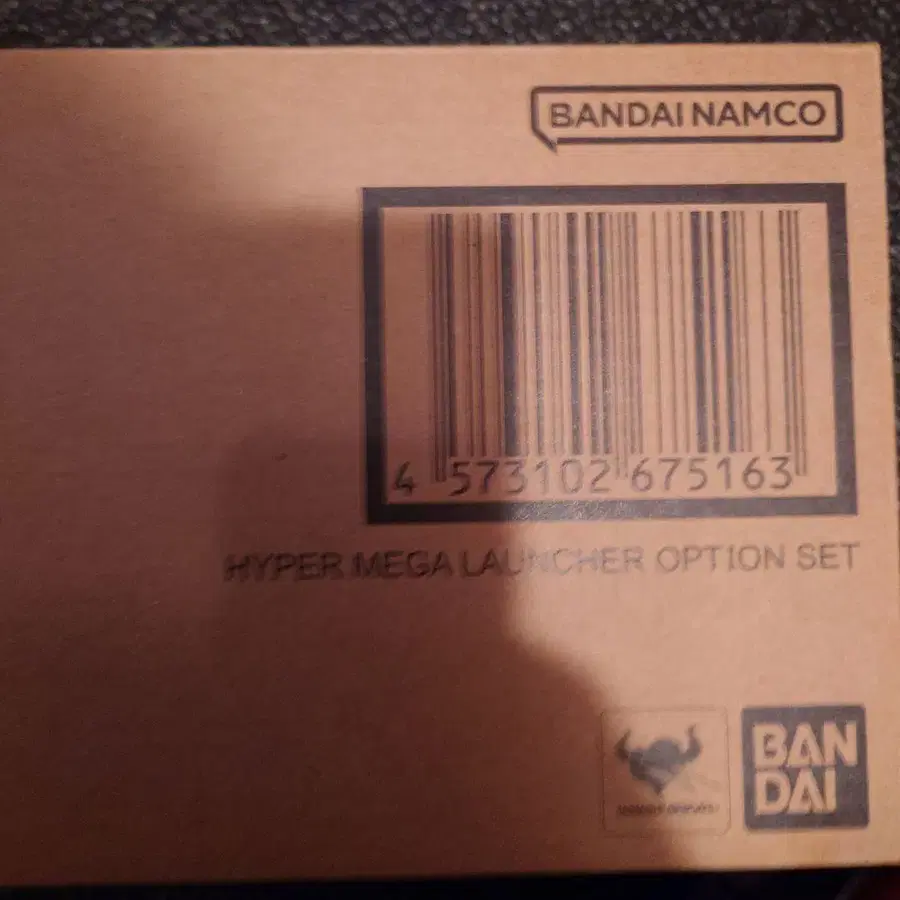 BANDAI NAMCO
4 573102 675163
HYPER MEGA LAUNCHER OPTION SET
BAN
DAI